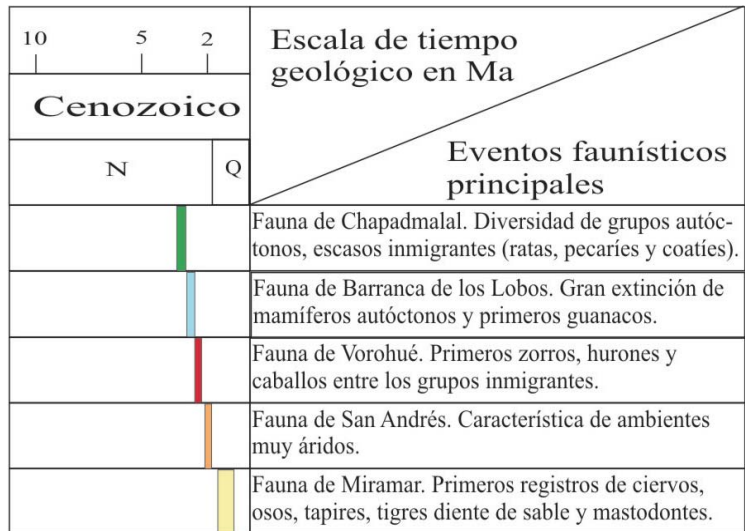 10 5 2
Cenozoico
N Q
Escala de tiempo
geológico en Ma
Eventos faunísticos
principales
Fauna de Chapadmalal. Diversidad de grupos autóc-
tonos, escasos inmigrantes (ratas, pecaríes y coatíes).
Fauna de Barranca de los Lobos. Gran extinción de
mamíferos autóctonos y primeros guanacos.
Fauna de Vorohué. Primeros zorros, hurones y
caballos entre los grupos inmigrantes.
Fauna de San Andrés. Característica de ambientes
muy áridos.
Fauna de Miramar. Primeros registros de ciervos,
osos, tapires, tigres diente de sable y mastodontes.